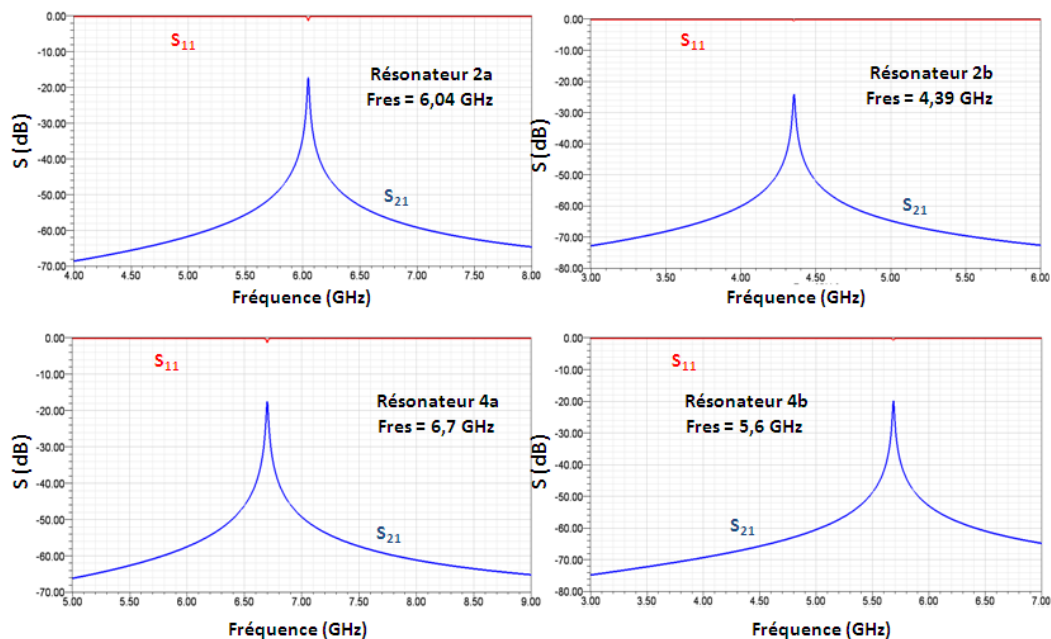 0.00
S11
-10.00
Résonateur 2a
Fres = 6,04 GHz
-20.00
-30.00
S (dB)
-40.00
-50.00
S21
-60.00
-70.00
4.00 4.50 5.00 5.50 6.00 6.50 7.00 7.50 8.00
Fréquence (GHz)
0.00
S11
-10.00
Résonateur 2b
Fres = 4,39 GHz
-20.00
-30.00
S (dB)
-40.00
-50.00
S21
-60.00
-70.00
-80.00
3.00 3.50 4.00 4.50 5.00 5.50 6.00
Fréquence (GHz)
0.00
S11
-10.00
Résonateur 4a
Fres = 6,7 GHz
-20.00
-30.00
S (dB)
-40.00
-50.00
S21
-60.00
-70.00
5.00 5.50 6.00 6.50 7.00 7.50 8.00 8.50 9.00
Fréquence (GHz)
0.00
S11
-10.00
Résonateur 4b
Fres = 5,6 GHz
-20.00
-30.00
S (dB)
-40.00
-50.00
S21
-60.00
-70.00
-80.00
3.00 3.50 4.00 4.50 5.00 5.50 6.00 6.50 7.00
Fréquence (GHz)